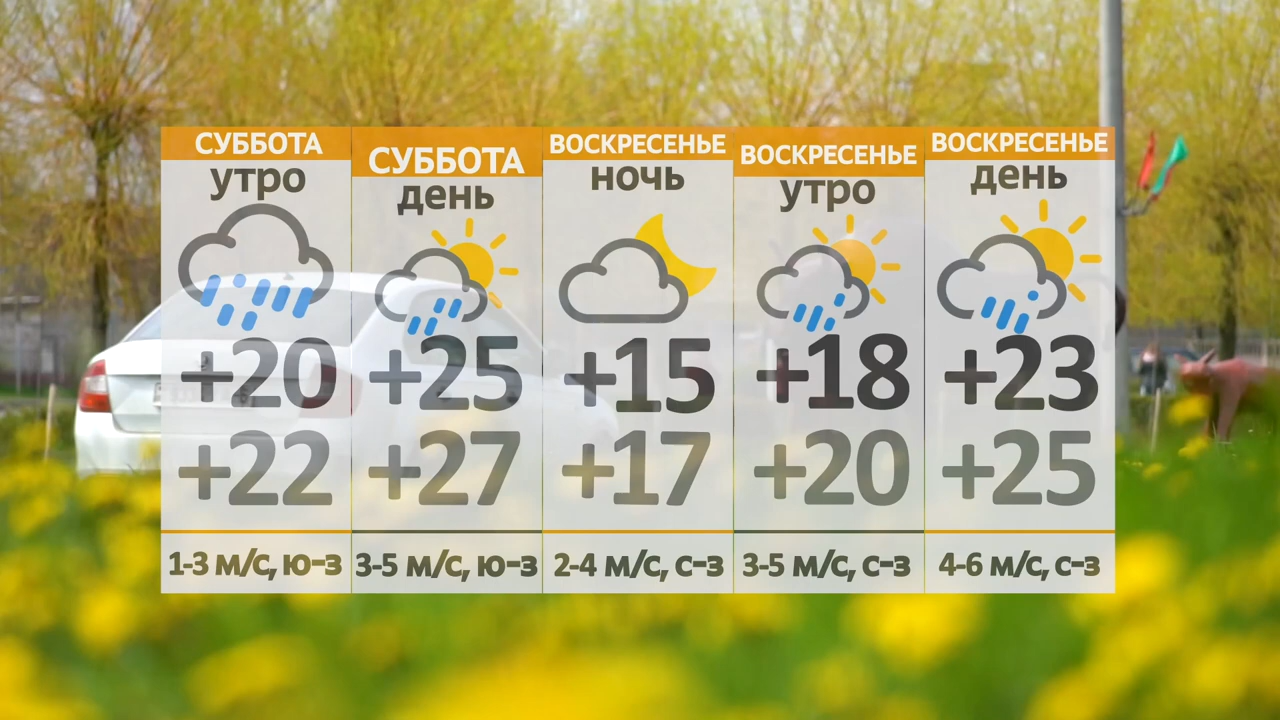 СУББОТА
утро
+20
+22
1-3 м/с, ю-з
СУББОТА
день
+25
+27
3-5 м/с, ю-з
ВОСКРЕСЕНЬЕ
ночь
+15
+17
2-4 м/с, с-з
ВОСКРЕСЕНЬЕ
утро
+18
+20
3-5 м/с, с-з
ВОСКРЕСЕНЬЕ
день
+23
+25
4-6 м/с, с-з